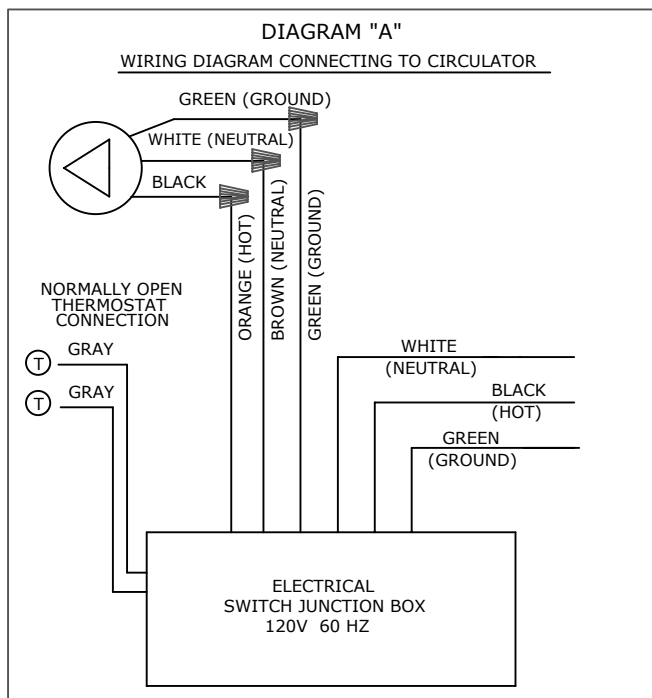 DIAGRAM "A"
WIRING DIAGRAM CONNECTING TO CIRCULATOR
GREEN (GROUND)
WHITE (NEUTRAL)
BLACK
ORANGE (HOT)
BROWN (NEUTRAL)
GREEN (GROUND)
NORMALLY OPEN
THERMOSTAT
CONNECTION
T GRAY
T GRAY
WHITE
(NEUTRAL)
BLACK
(HOT)
GREEN
(GROUND)
ELECTRICAL
SWITCH JUNCTION BOX
120V 60 HZ